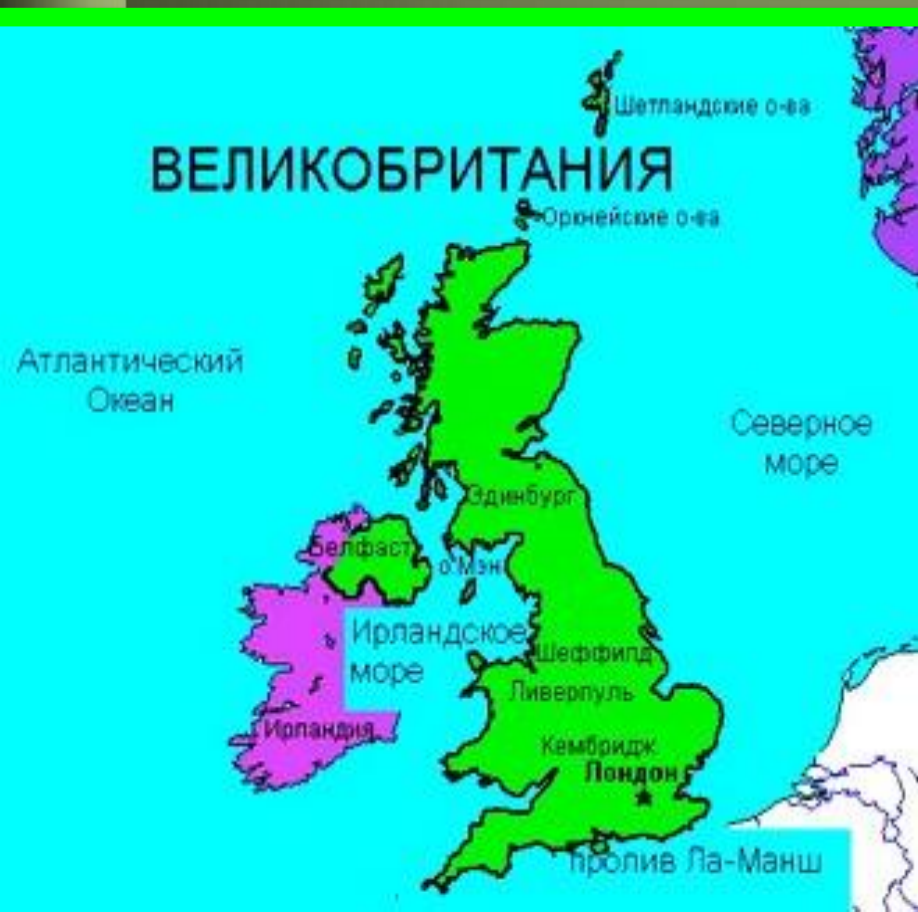 Шетландские о-ва
ВЕЛИКОБРИТАНИЯ
Оркнейские о-ва
Атлантический
Океан
Северное
море
Эдинбург
Белфаст
о.Мэн
Ирландское
море
Шеффилд
Ливерпуль
Ирландия
Кембридж
Лондон
пролив Ла-Манш